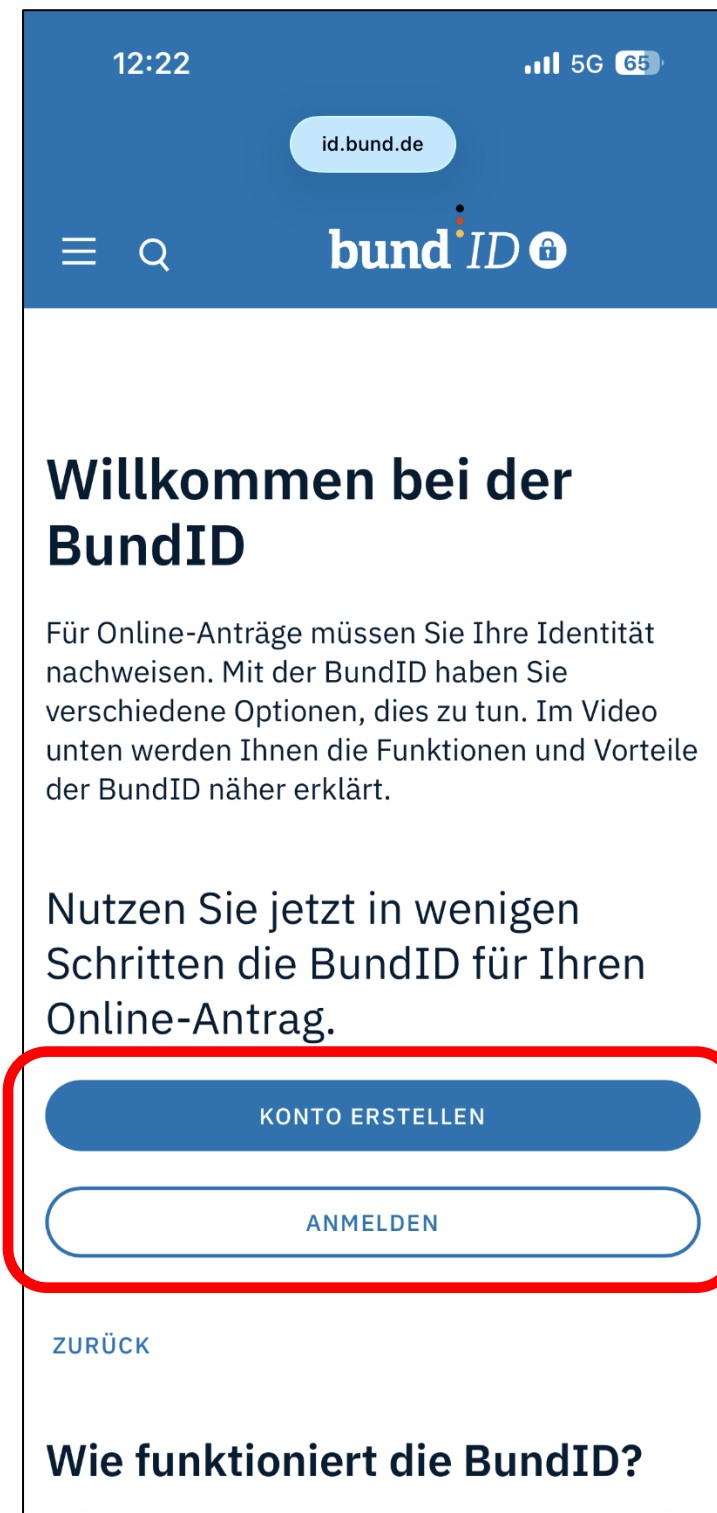 12:22
5G 65
id.bund.de
bund ID
Willkommen bei der
BundID
Für Online-Anträge müssen Sie Ihre Identität
nachweisen. Mit der BundID haben Sie
verschiedene Optionen, dies zu tun. Im Video
unten werden Ihnen die Funktionen und Vorteile
der BundID näher erklärt.
Nutzen Sie jetzt in wenigen
Schritten die BundID für Ihren
Online-Antrag.
KONTO ERSTELLEN
ANMELDEN
ZURÜCK
Wie funktioniert die BundID?